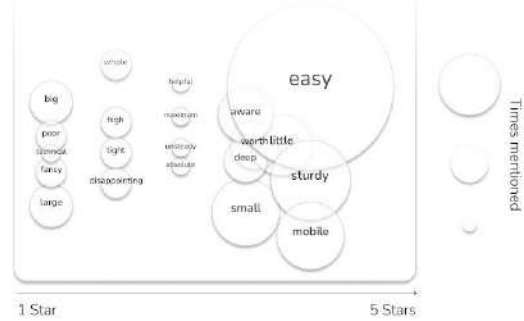 easy
whole
helpful
big
aware
maximum
high
poor
worth little
unsteady
tight
deep
absolute
fancy
disappointing
sturdy
large
small
mobile
Times mentioned
1 Star
5 Stars